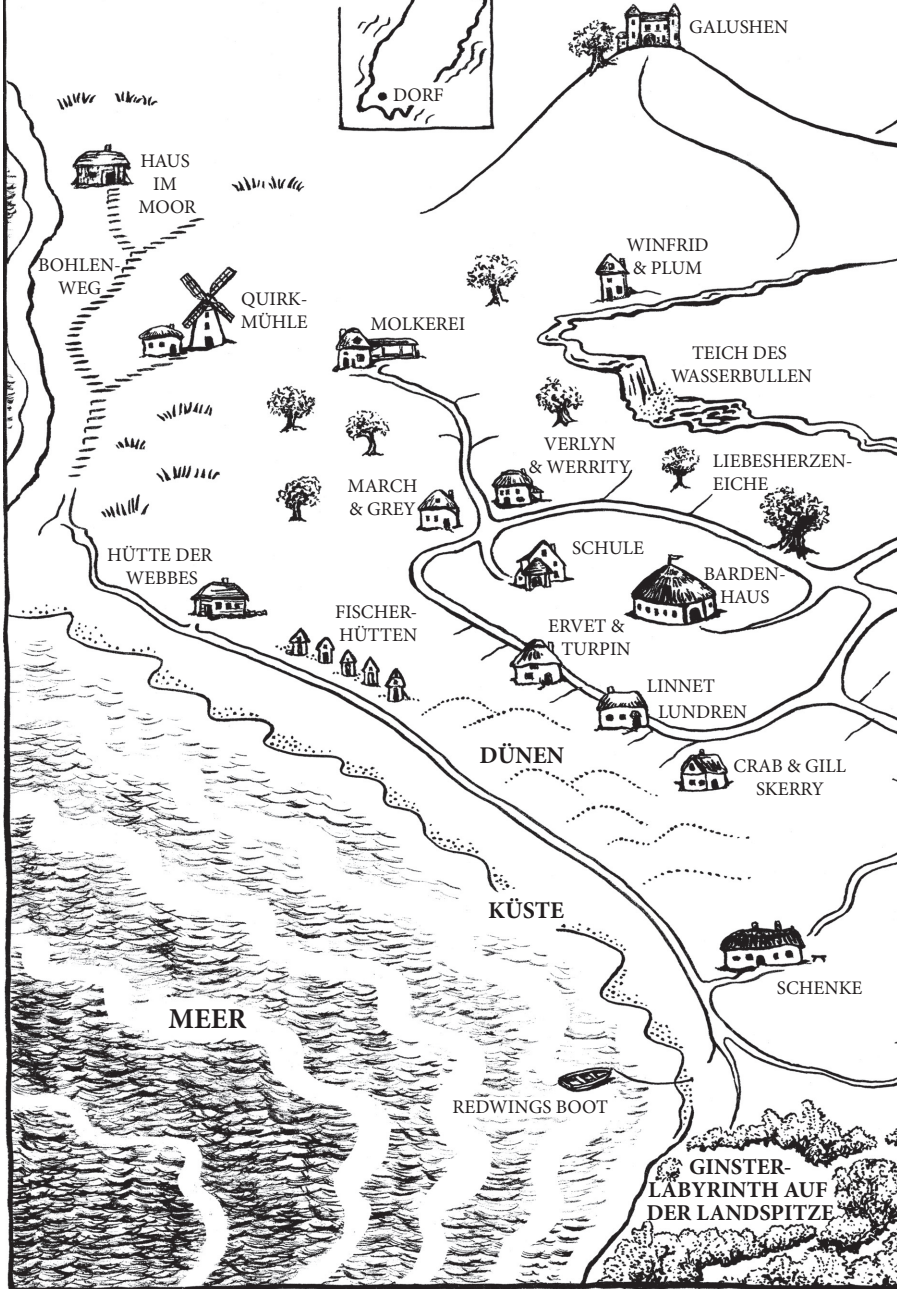 GALUSHEN
DORF
HAUS
IM
MOOR
WINFRID
& PLUM
BOHLEN-
WEG
QUIRK-
MÜHLE
MOLKEREI
TEICH DES
WASSERBULLEN
VERLYN
& WERRITY
LIEBESHERZEN-
EICHE
MARCH
& GREY
HÜTTE DER
WEBBES
SCHULE
BARDEN-
HAUS
FISCHER-
HÜTTEN
ERVET &
TURPIN
LINNET
LUNDREN
DÜNEN
CRAB & GILL
SKERRY
KÜSTE
SCHENKE
MEER
REDWINGS BOOT
GINSTER-
LABYRINTH AUF
DER LANDSPITZE